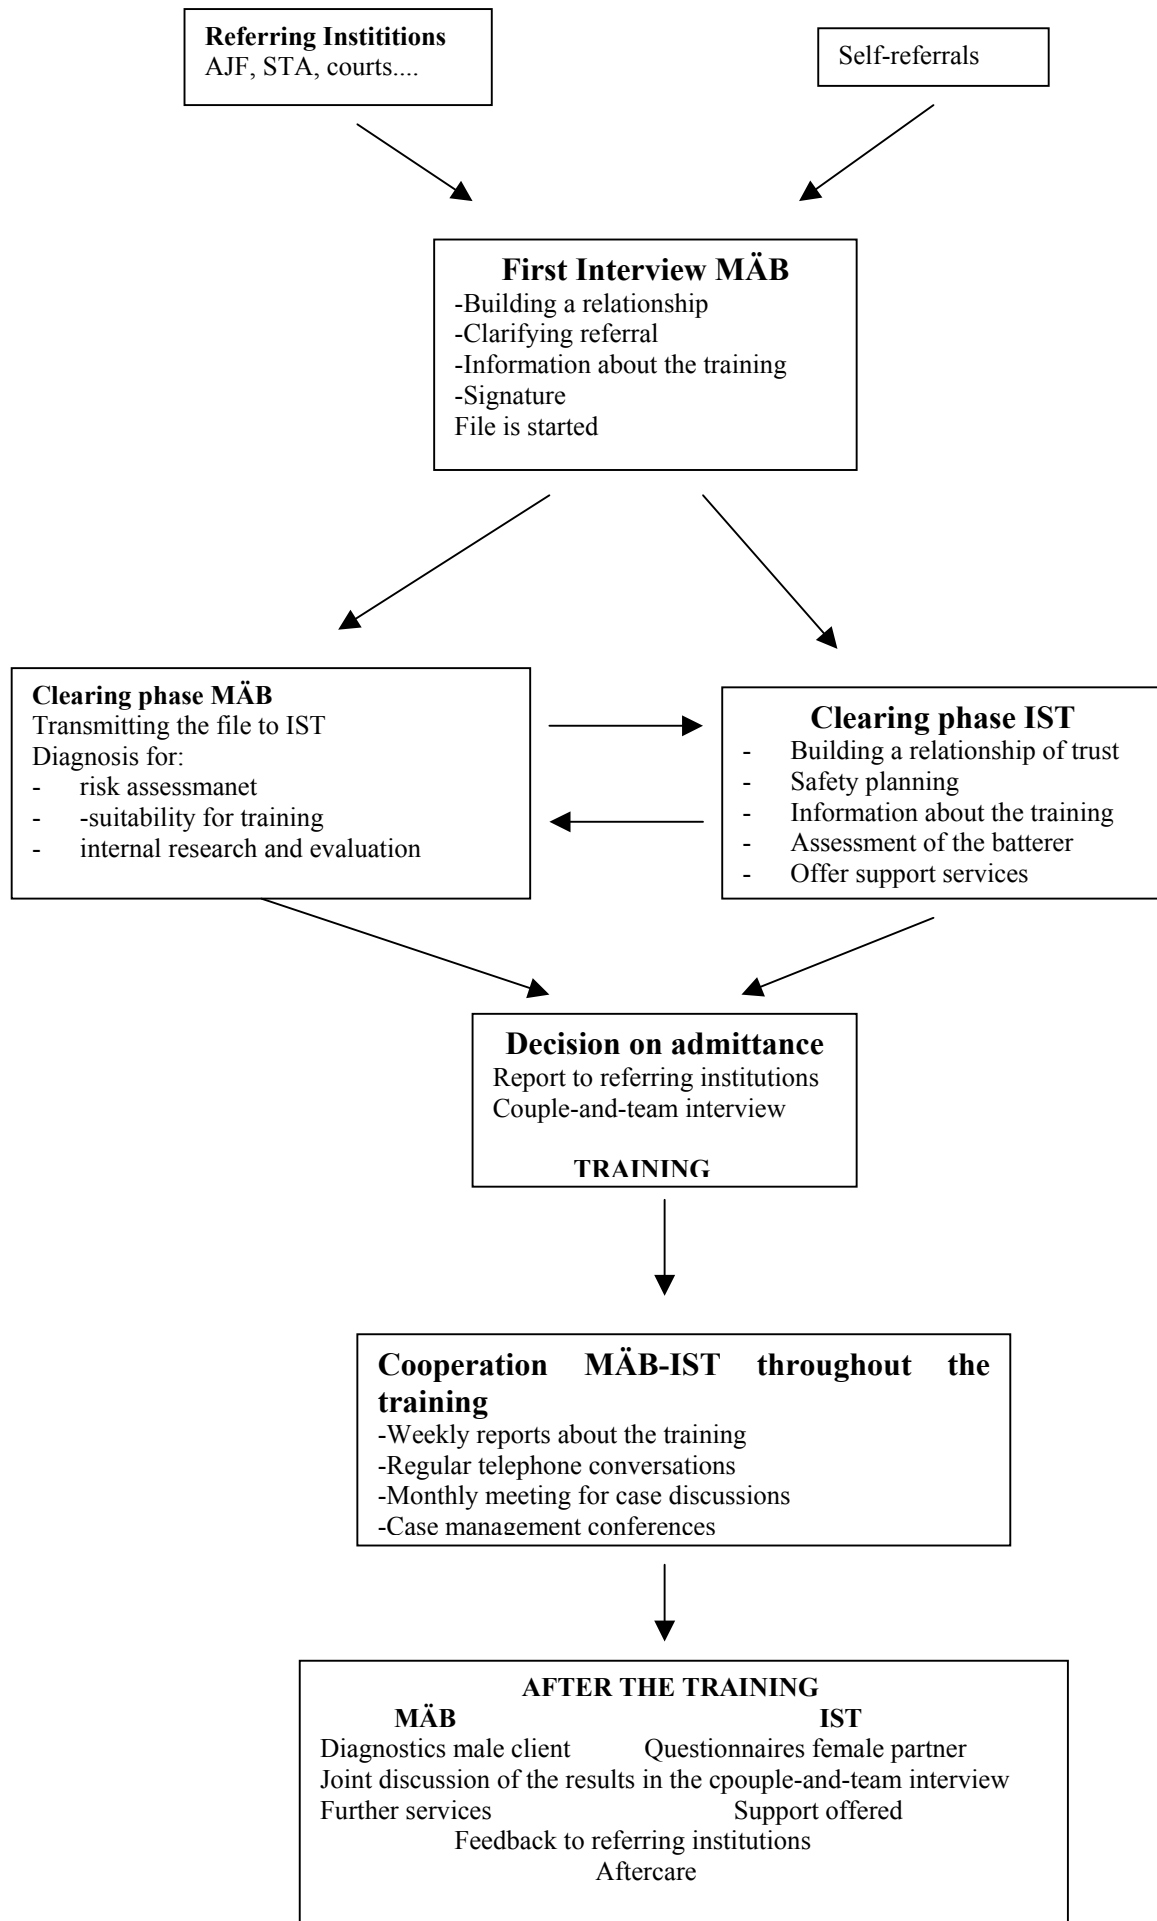 Referring Instititions
AJF, STA, courts....
Self-referrals
First Interview MÄB
-Building a relationship
-Clarifying referral
-Information about the training
-Signature
File is started
Clearing phase MÄB
Transmitting the file to IST
Diagnosis for:
- risk assessmanet
- -suitability for training
- internal research and evaluation
Clearing phase IST
- Building a relationship of trust
- Safety planning
- Information about the training
- Assessment of the batterer
- Offer support services
Decision on admittance
Report to referring institutions
Couple-and-team interview
TRAINING
Cooperation MÄB-IST throughout the
training
-Weekly reports about the training
-Regular telephone conversations
-Monthly meeting for case discussions
-Case management conferences
AFTER THE TRAINING
MÄB IST
Diagnostics male client Questionnaires female partner
Joint discussion of the results in the cpouple-and-team interview
Further services Support offered
Feedback to referring institutions
Aftercare